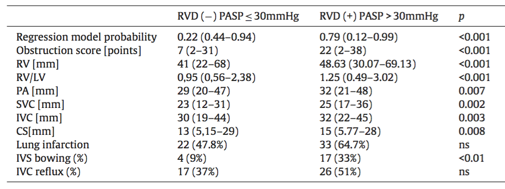 RVD (−) PASP ≤ 30mmHg RVD (+) PASP > 30mmHg p
Regression model probability 0.22 (0.44–0.94) 0.79 (0.12–0.99) <0.001
Obstruction score [points] 7 (2–31) 22 (2–38) <0.001
RV [mm] 41 (22–68) 48.63 (30.07–69.13) <0.001
RV/LV 0,95 (0,56–2,38) 1.25 (0.49–3.02) <0.001
PA [mm] 29 (20–47) 32 (21–48) 0.007
SVC [mm] 23 (12–31) 25 (17–36) 0.002
IVC [mm] 30 (19–44) 32 (22–45) 0.003
CS[mm] 13 (5,15–29) 15 (5.77–28) 0.008
Lung infarction 22 (47.8%) 33 (64.7%) ns
IVS bowing (%) 4 (9%) 17 (33%) <0.01
IVC reflux (%) 17 (37%) 26 (51%) ns